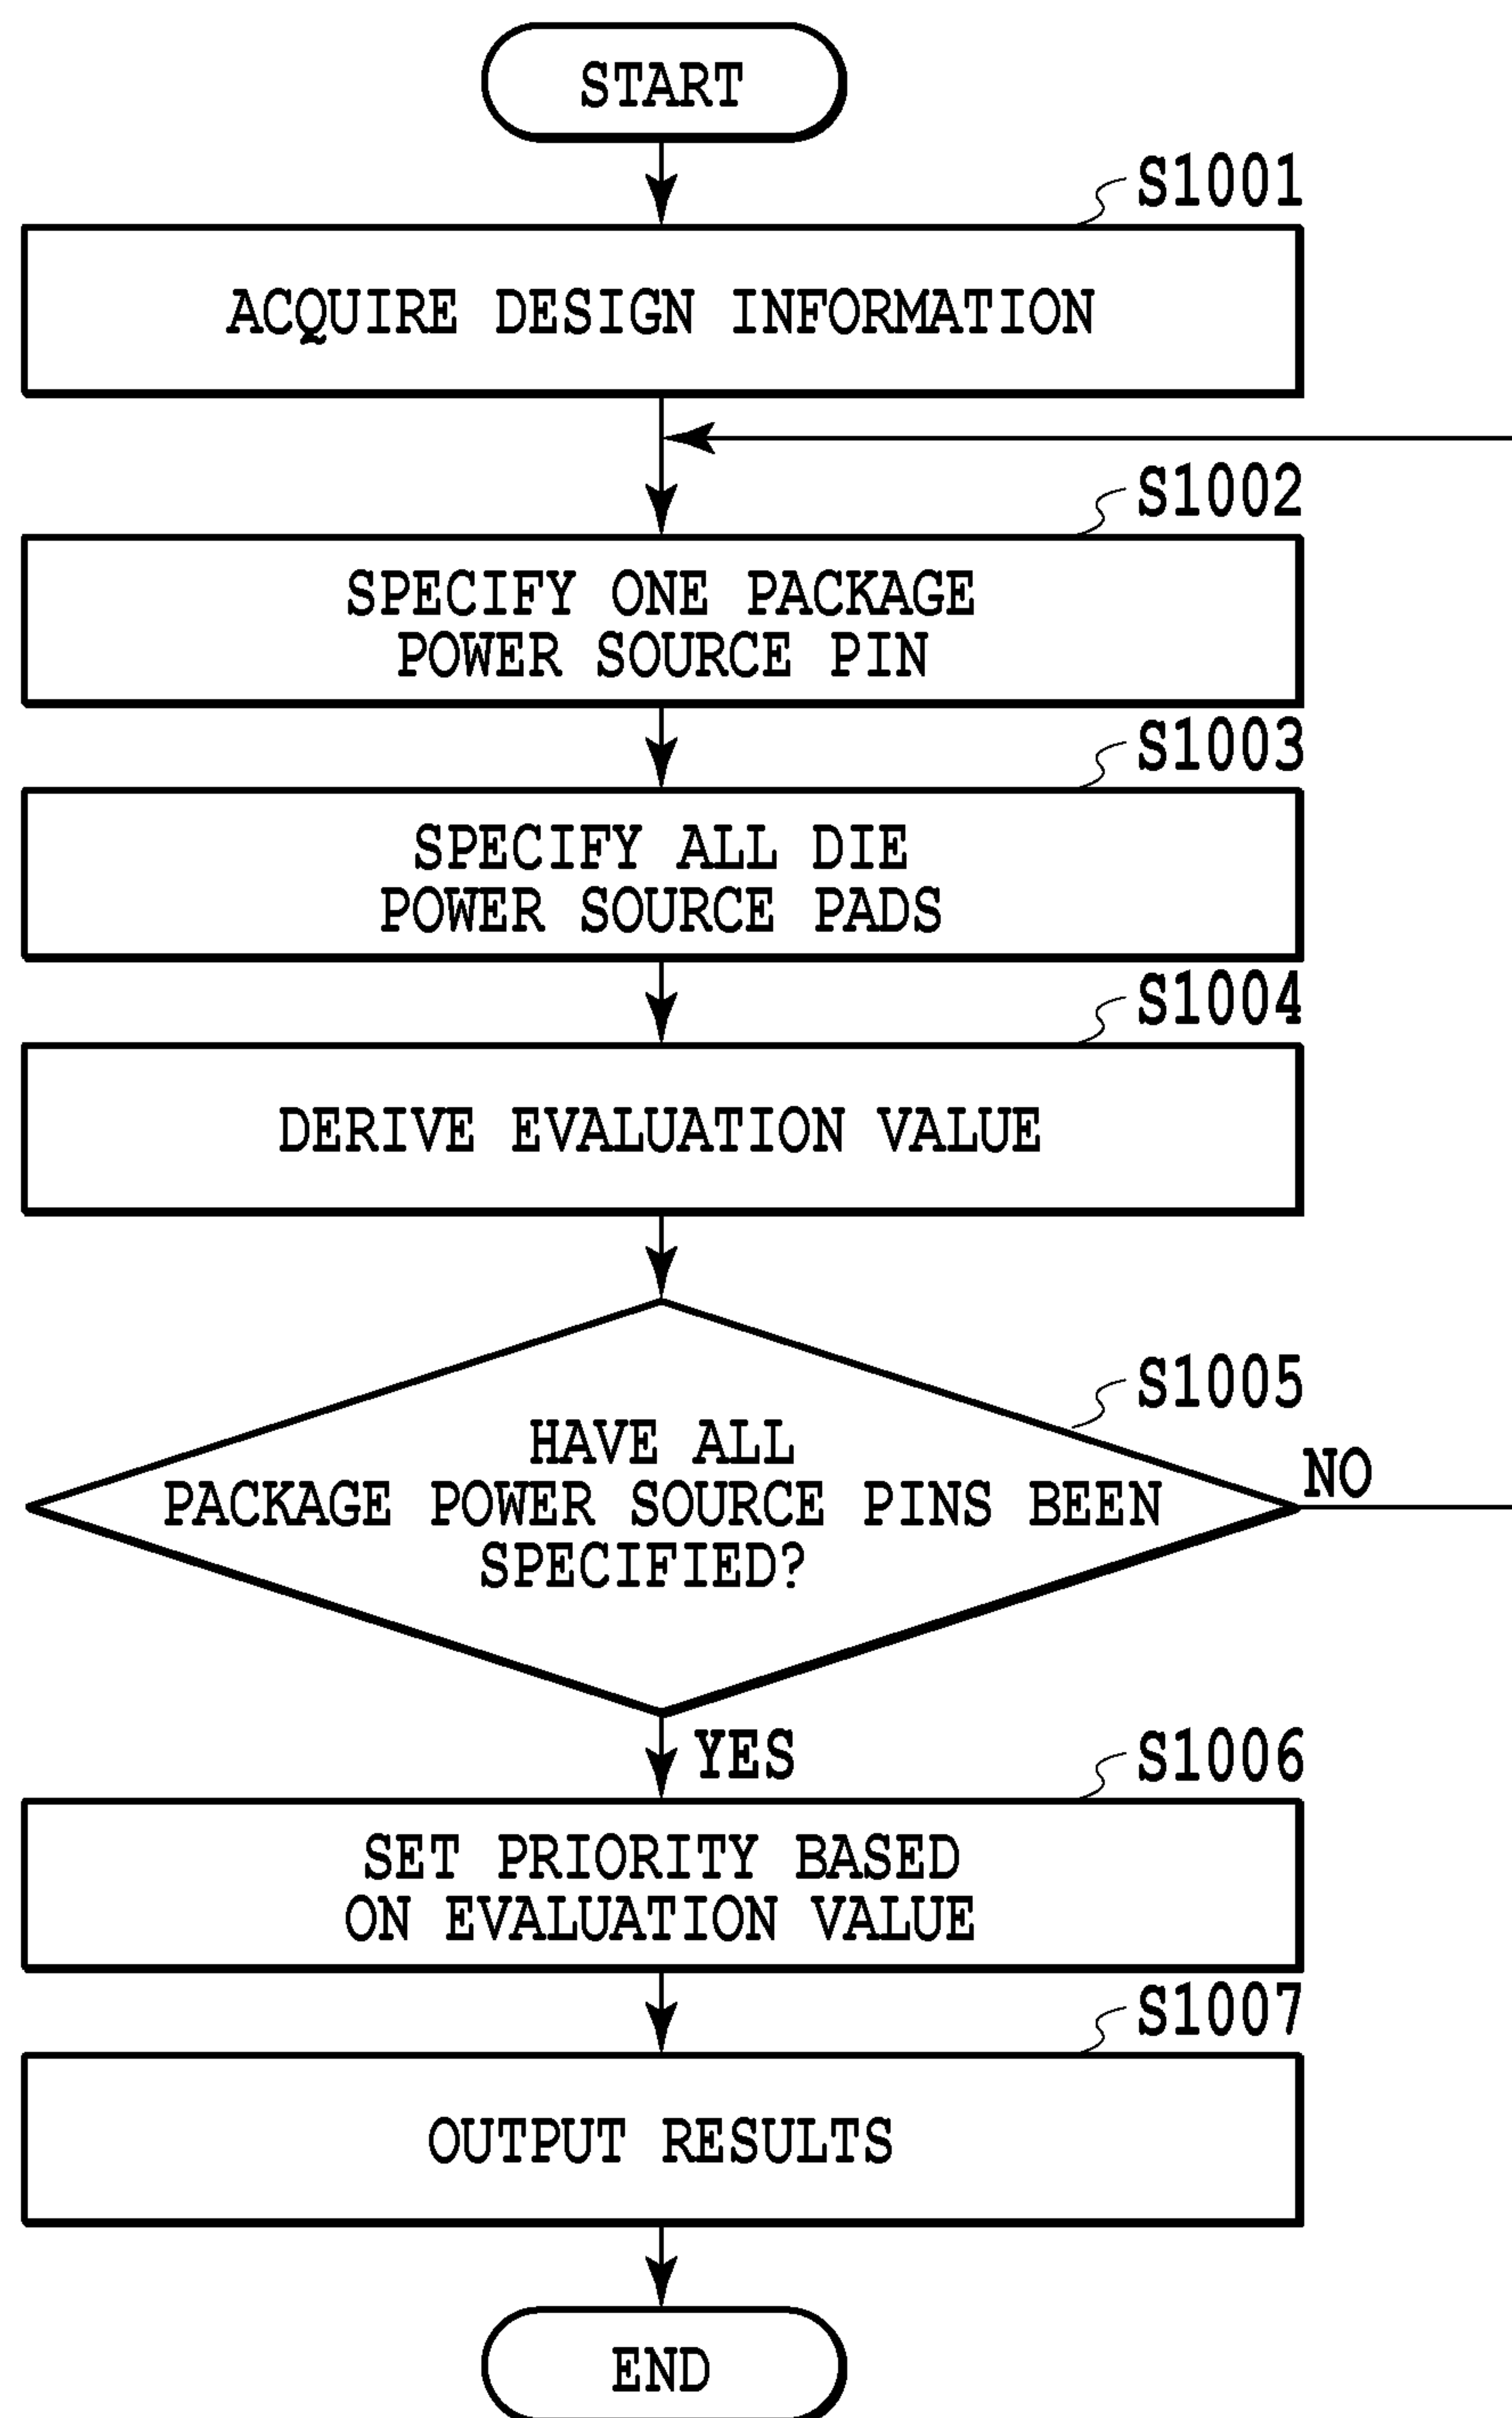 START
S1001
ACQUIRE DESIGN INFORMATION
S1002
SPECIFY ONE PACKAGE
POWER SOURCE PIN
S1003
SPECIFY ALL DIE
POWER SOURCE PADS
S1004
DERIVE EVALUATION VALUE
S1005
HAVE ALL
PACKAGE POWER SOURCE PINS BEEN
SPECIFIED?
NO
YES
S1006
SET PRIORITY BASED
ON EVALUATION VALUE
S1007
OUTPUT RESULTS
END